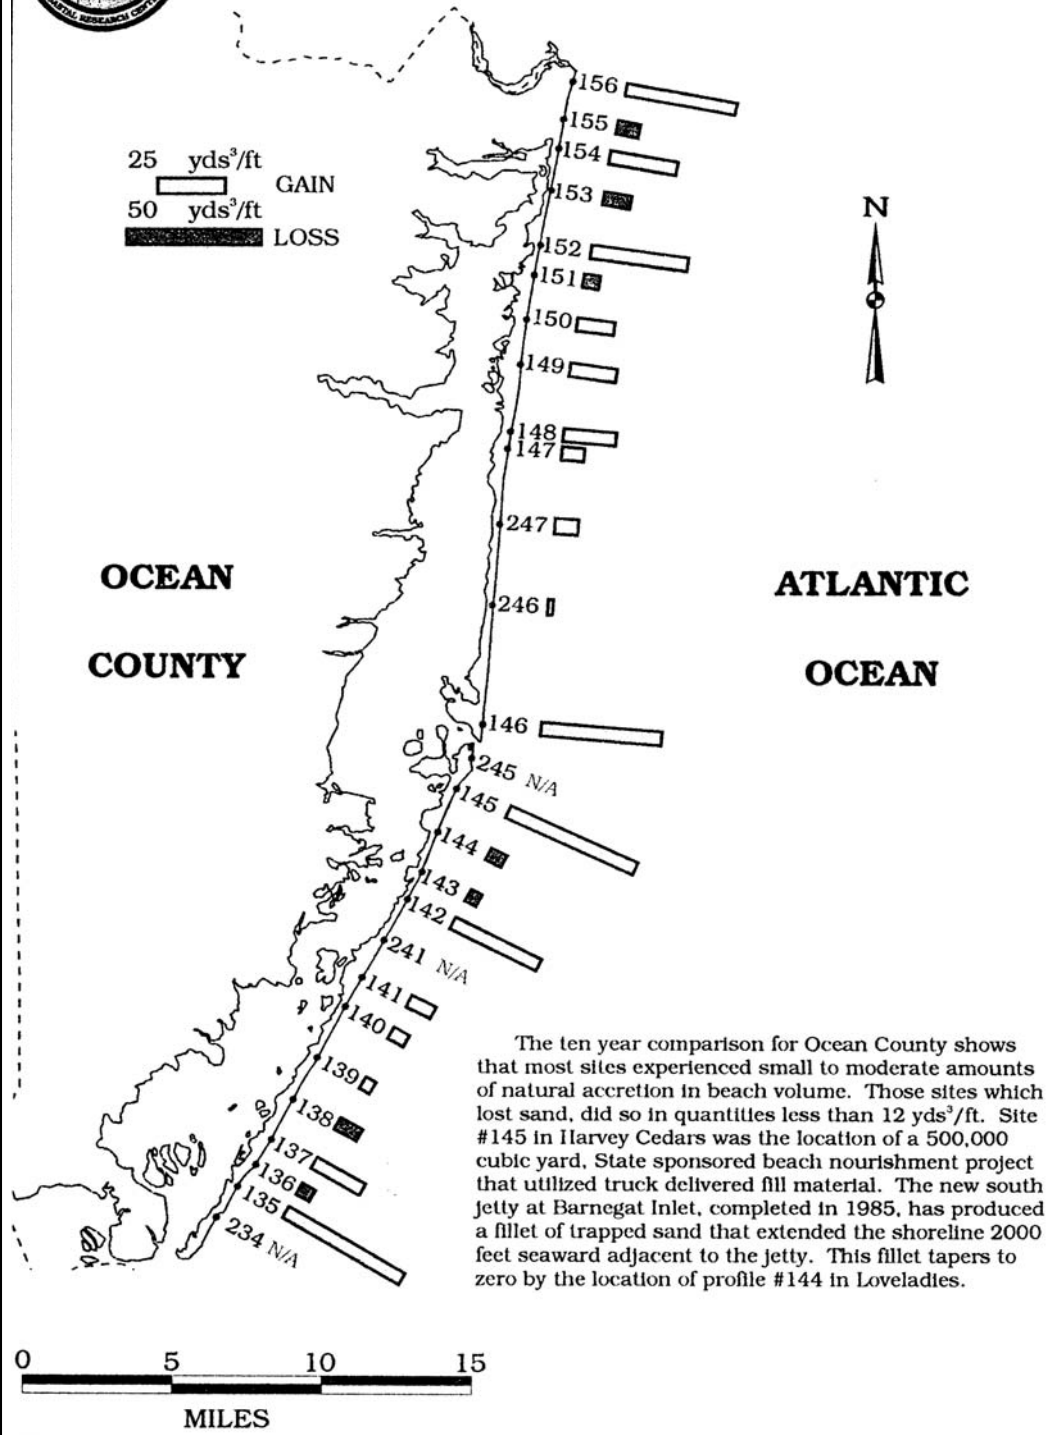 COASTAL RESEARCH CENTER
156
155
154
25 yds³/ft
GAIN
50 yds³/ft
LOSS
153
N
152
151
150
149
148
147
247
OCEAN
COUNTY
ATLANTIC
OCEAN
246
146
245 N/A
145
144
143
142
241 N/A
141
140
139
138
137
136
135
234 N/A
The ten year comparison for Ocean County shows
that most sites experienced small to moderate amounts
of natural accretion in beach volume. Those sites which
lost sand, did so in quantities less than 12 yds³/ft. Site
#145 in Harvey Cedars was the location of a 500,000
cubic yard, State sponsored beach nourishment project
that utilized truck delivered fill material. The new south
jetty at Barnegat Inlet, completed in 1985, has produced
a fillet of trapped sand that extended the shoreline 2000
feet seaward adjacent to the jetty. This fillet tapers to
zero by the location of profile #144 in Loveladies.
0 5 10 15
MILES